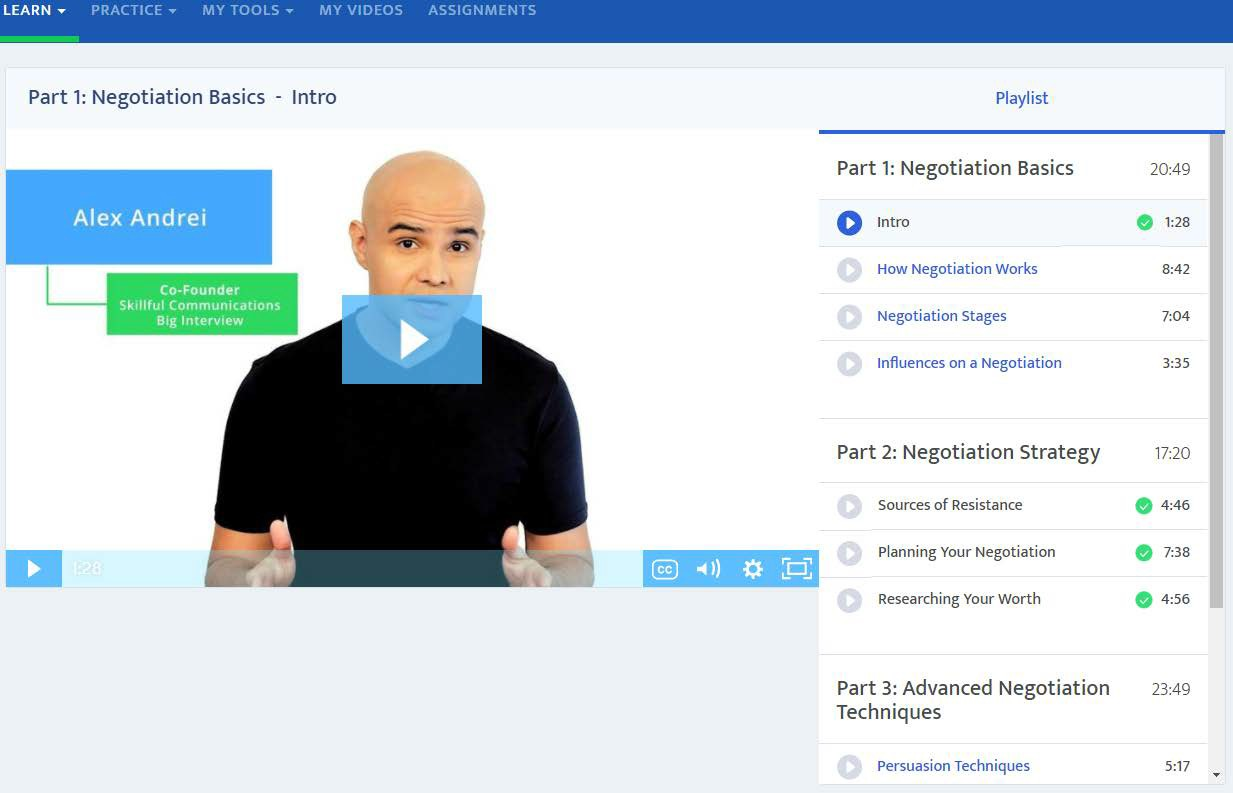 LEARN PRACTICE MY TOOLS MY VIDEOS ASSIGNMENTS
Part 1: Negotiation Basics - Intro
Playlist
Alex Andrei
Co-Founder
Skillful Communications
Big Interview
1:28
CC
Part 1: Negotiation Basics 20:49
Intro 1:28
How Negotiation Works 8:42
Negotiation Stages 7:04
Influences on a Negotiation 3:35
Part 2: Negotiation Strategy 17:20
Sources of Resistance 4:46
Planning Your Negotiation 7:38
Researching Your Worth 4:56
Part 3: Advanced Negotiation 23:49
Techniques
Persuasion Techniques 5:17